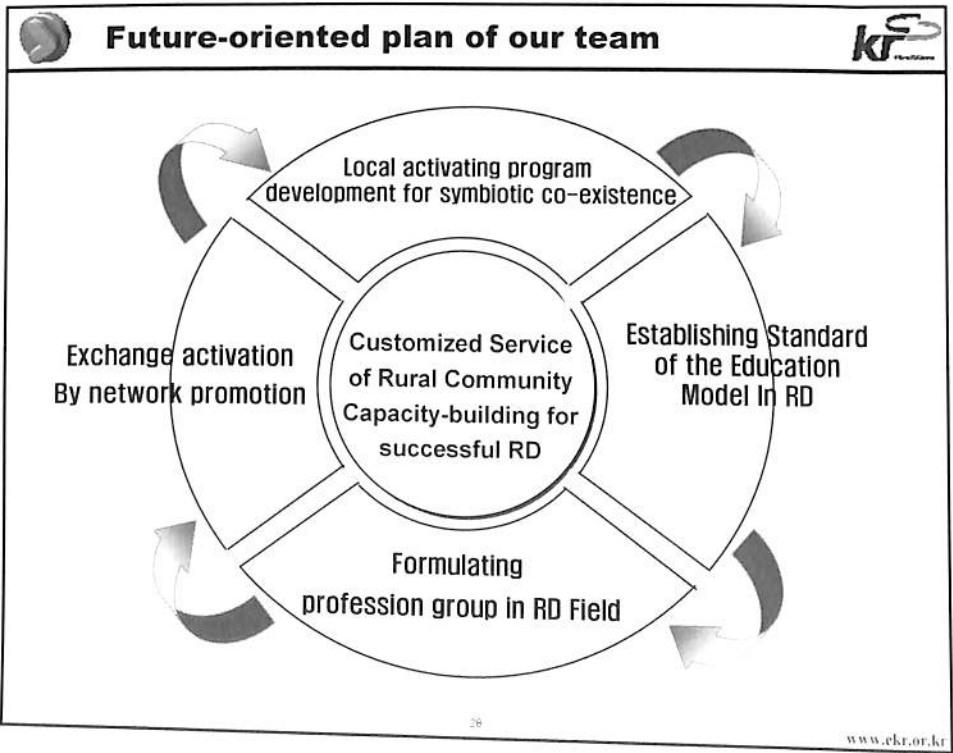 Future-oriented plan of our team
kr
Local activating program
development for symbiotic co-existence
Exchange activation
By network promotion
Customized Service
of Rural Community
Capacity-building for
successful RD
Establishing Standard
of the Education
Model In RD
Formulating
profession group in RD Field
www.ekr.or.kr